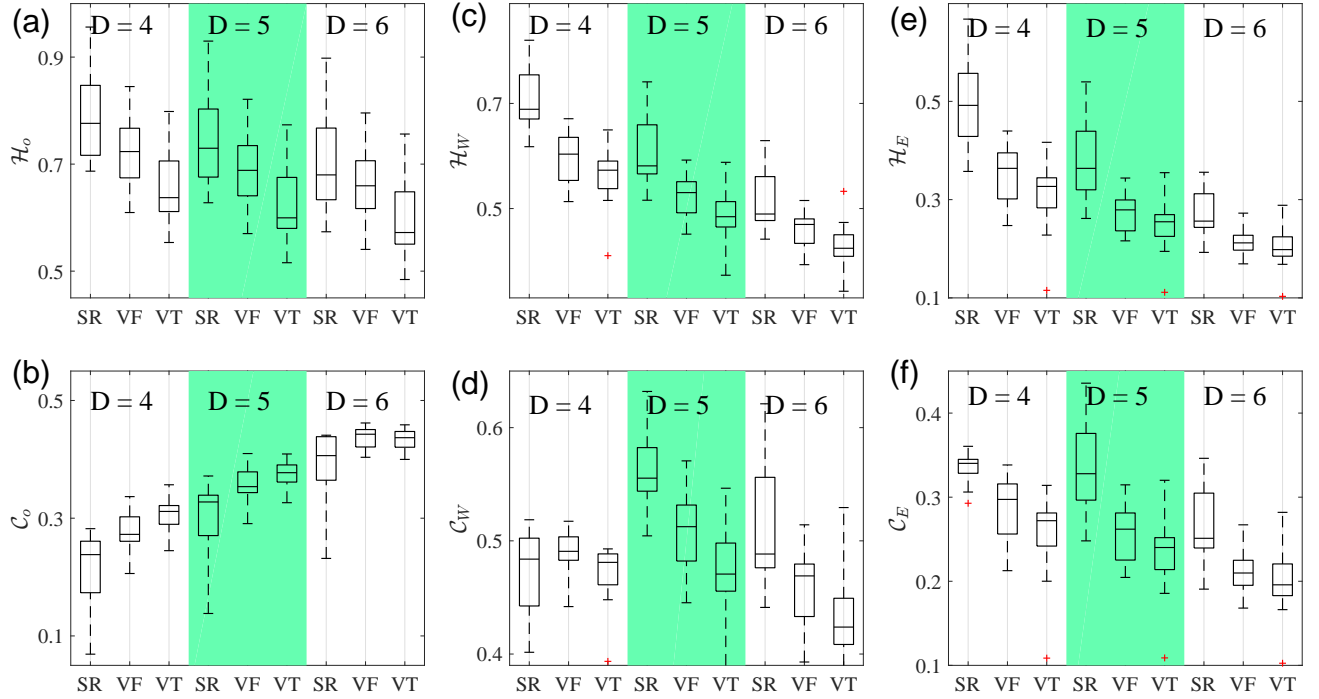 (a)
D = 4
D = 5
D = 6
0.9
0.7
0.5
ℋo
SR VF VT SR VF VT SR VF VT
(c)
D = 4
D = 5
D = 6
0.7
0.5
ℋW
SR VF VT SR VF VT SR VF VT
(e)
D = 4
D = 5
D = 6
0.5
0.3
0.1
ℋE
SR VF VT SR VF VT SR VF VT
(b)
D = 4
D = 5
D = 6
0.5
0.3
0.1
𝒞o
SR VF VT SR VF VT SR VF VT
(d)
D = 4
D = 5
D = 6
0.6
0.5
0.4
𝒞W
SR VF VT SR VF VT SR VF VT
(f)
D = 4
D = 5
D = 6
0.4
0.3
0.2
0.1
𝒞E
SR VF VT SR VF VT SR VF VT